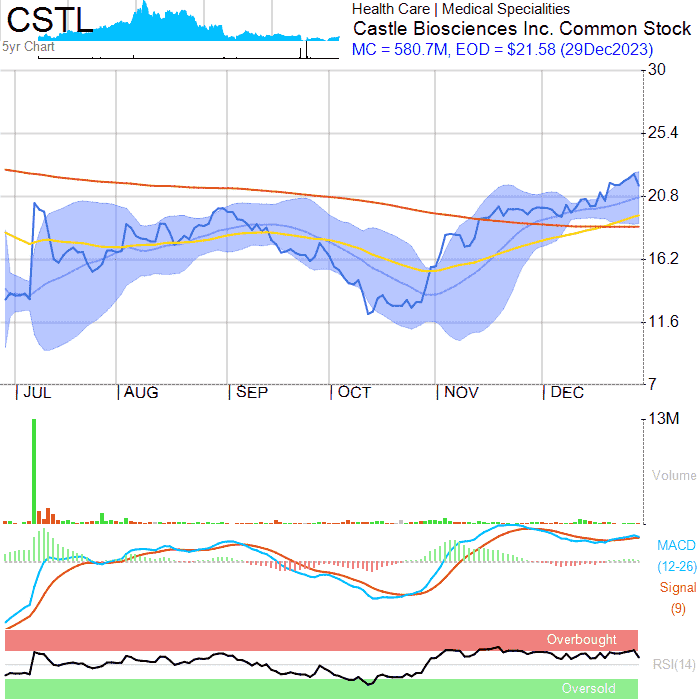 CSTL
5yr Chart
Health Care | Medical Specialities
Castle Biosciences Inc. Common Stock
MC = 580.7M, EOD = $21.58 (29Dec2023)
30
25.4
20.8
16.2
11.6
7
JUL AUG SEP OCT NOV DEC
13M
Volume
MACD
(12-26)
Signal
(9)
Overbought
RSI(14)
Oversold